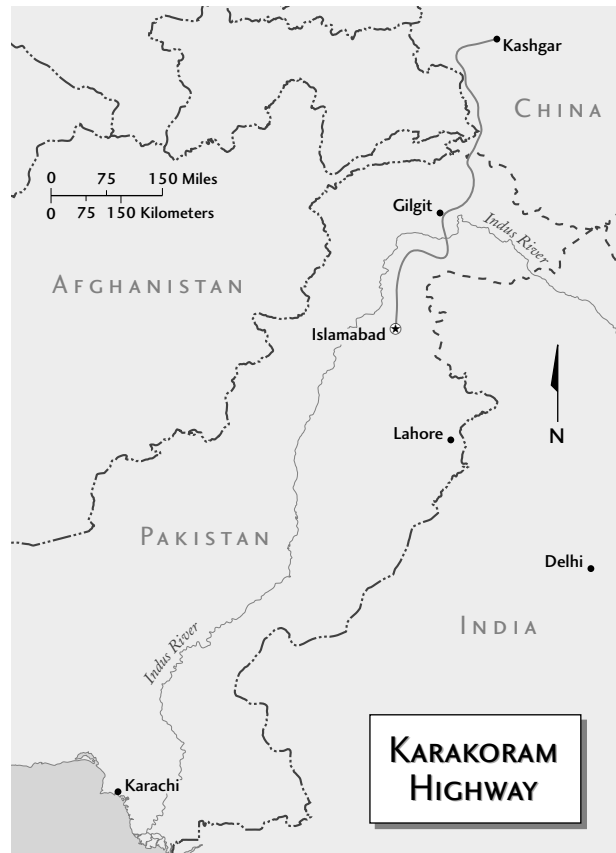 Kashgar
CHINA
0 75 150 Miles
0 75 150 Kilometers
Gilgit
Indus River
AFGHANISTAN
Islamabad
N
Lahore
PAKISTAN
Delhi
INDIA
Indus River
KARAKORAM
HIGHWAY
Karachi